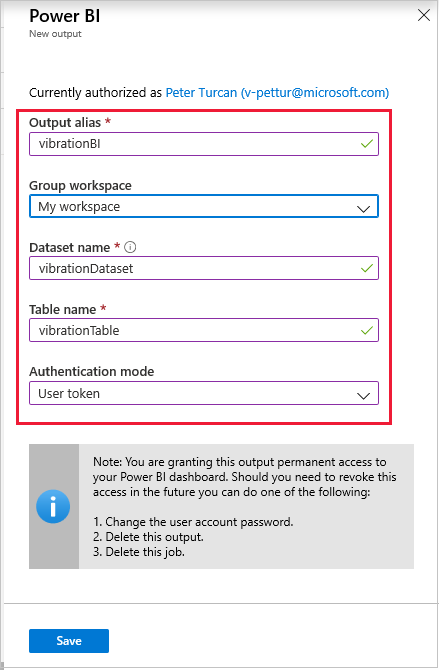 Power BI
New output
Currently authorized as Peter Turcan (v-pettur@microsoft.com)
Output alias *
vibrationBI
Group workspace
My workspace
Dataset name *
vibrationDataset
Table name *
vibrationTable
Authentication mode
User token
Note: You are granting this output permanent access to
your Power BI dashboard. Should you need to revoke this
access in the future you can do one of the following:
1. Change the user account password.
2. Delete this output.
3. Delete this job.
Save